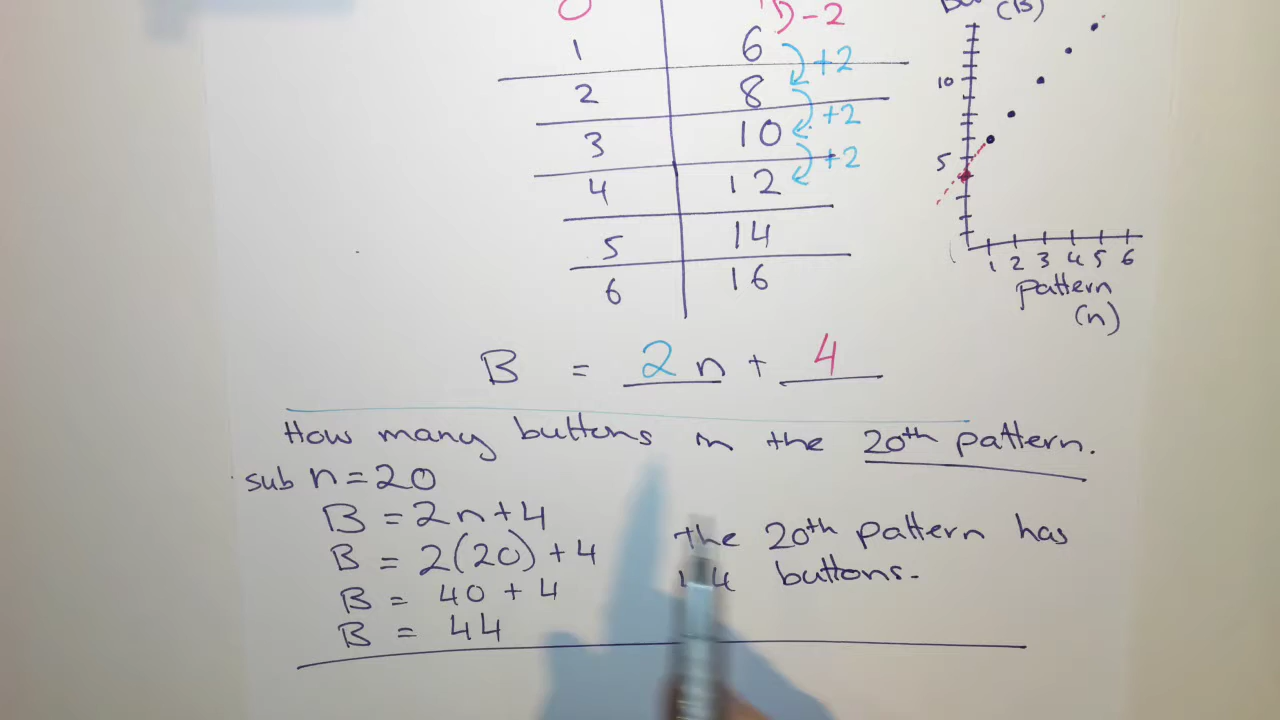 (B)
0 -2
1 6 +2
2 8 +2
3 10 +2
4 12
5 14
6 16
10
5
1 2 3 4 5 6
pattern
(n)
B = 2n + 4
How many buttons in the 20th pattern.
sub n = 20
B = 2n + 4
B = 2(20) + 4
B = 40 + 4
B = 44
the 20th pattern has
44 buttons.